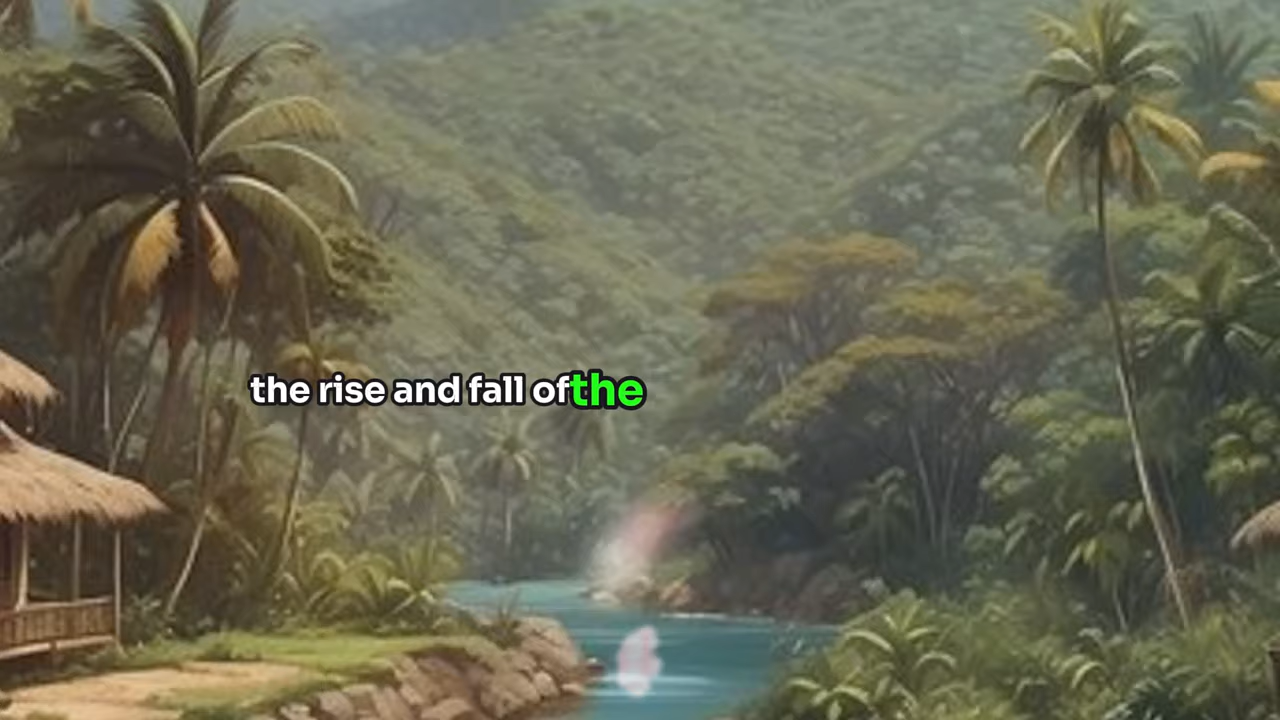 the rise and fall of the